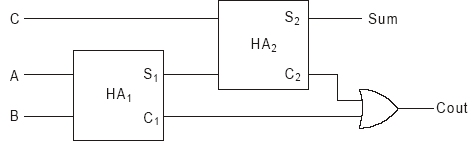 C S₂ Sum
HA₂
A S₁ C₂
HA₁
B C₁ Cout